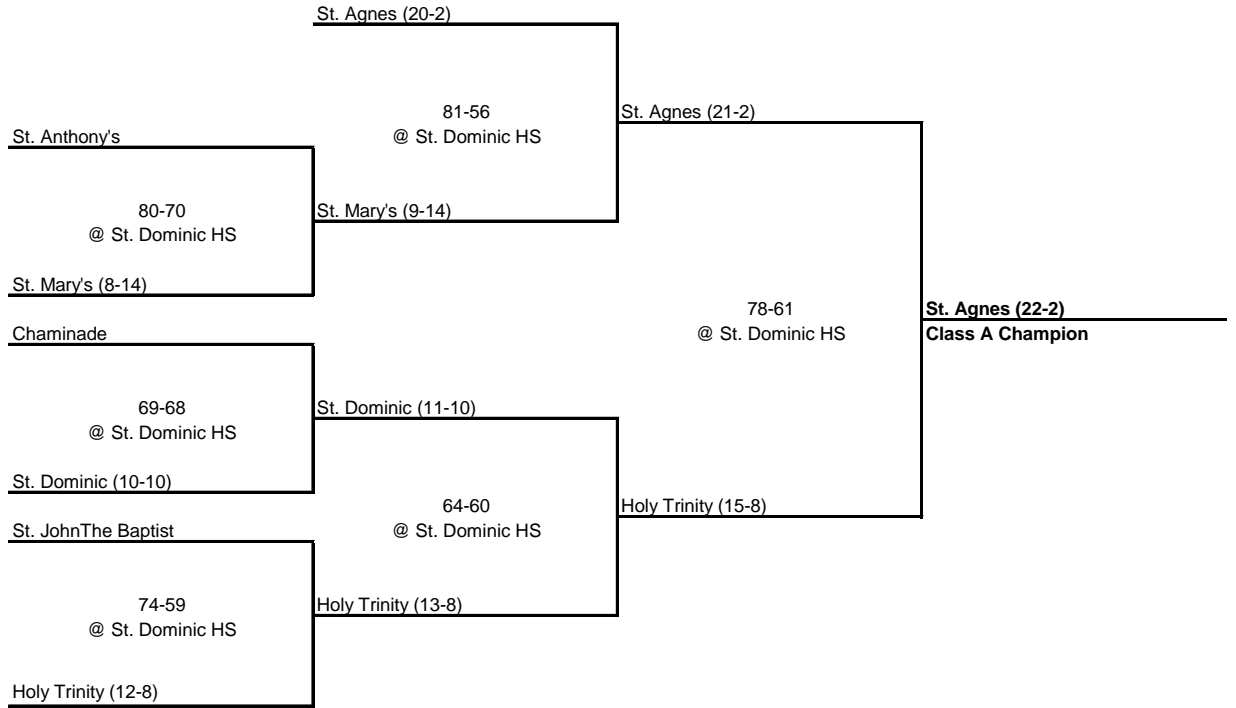 St. Agnes (20-2)
81-56
@ St. Dominic HS
St. Agnes (21-2)
St. Anthony's
80-70
@ St. Dominic HS
St. Mary's (9-14)
St. Mary's (8-14)
78-61
@ St. Dominic HS
St. Agnes (22-2)
Class A Champion
Chaminade
69-68
@ St. Dominic HS
St. Dominic (11-10)
St. Dominic (10-10)
64-60
@ St. Dominic HS
Holy Trinity (15-8)
St. JohnThe Baptist
74-59
@ St. Dominic HS
Holy Trinity (13-8)
Holy Trinity (12-8)